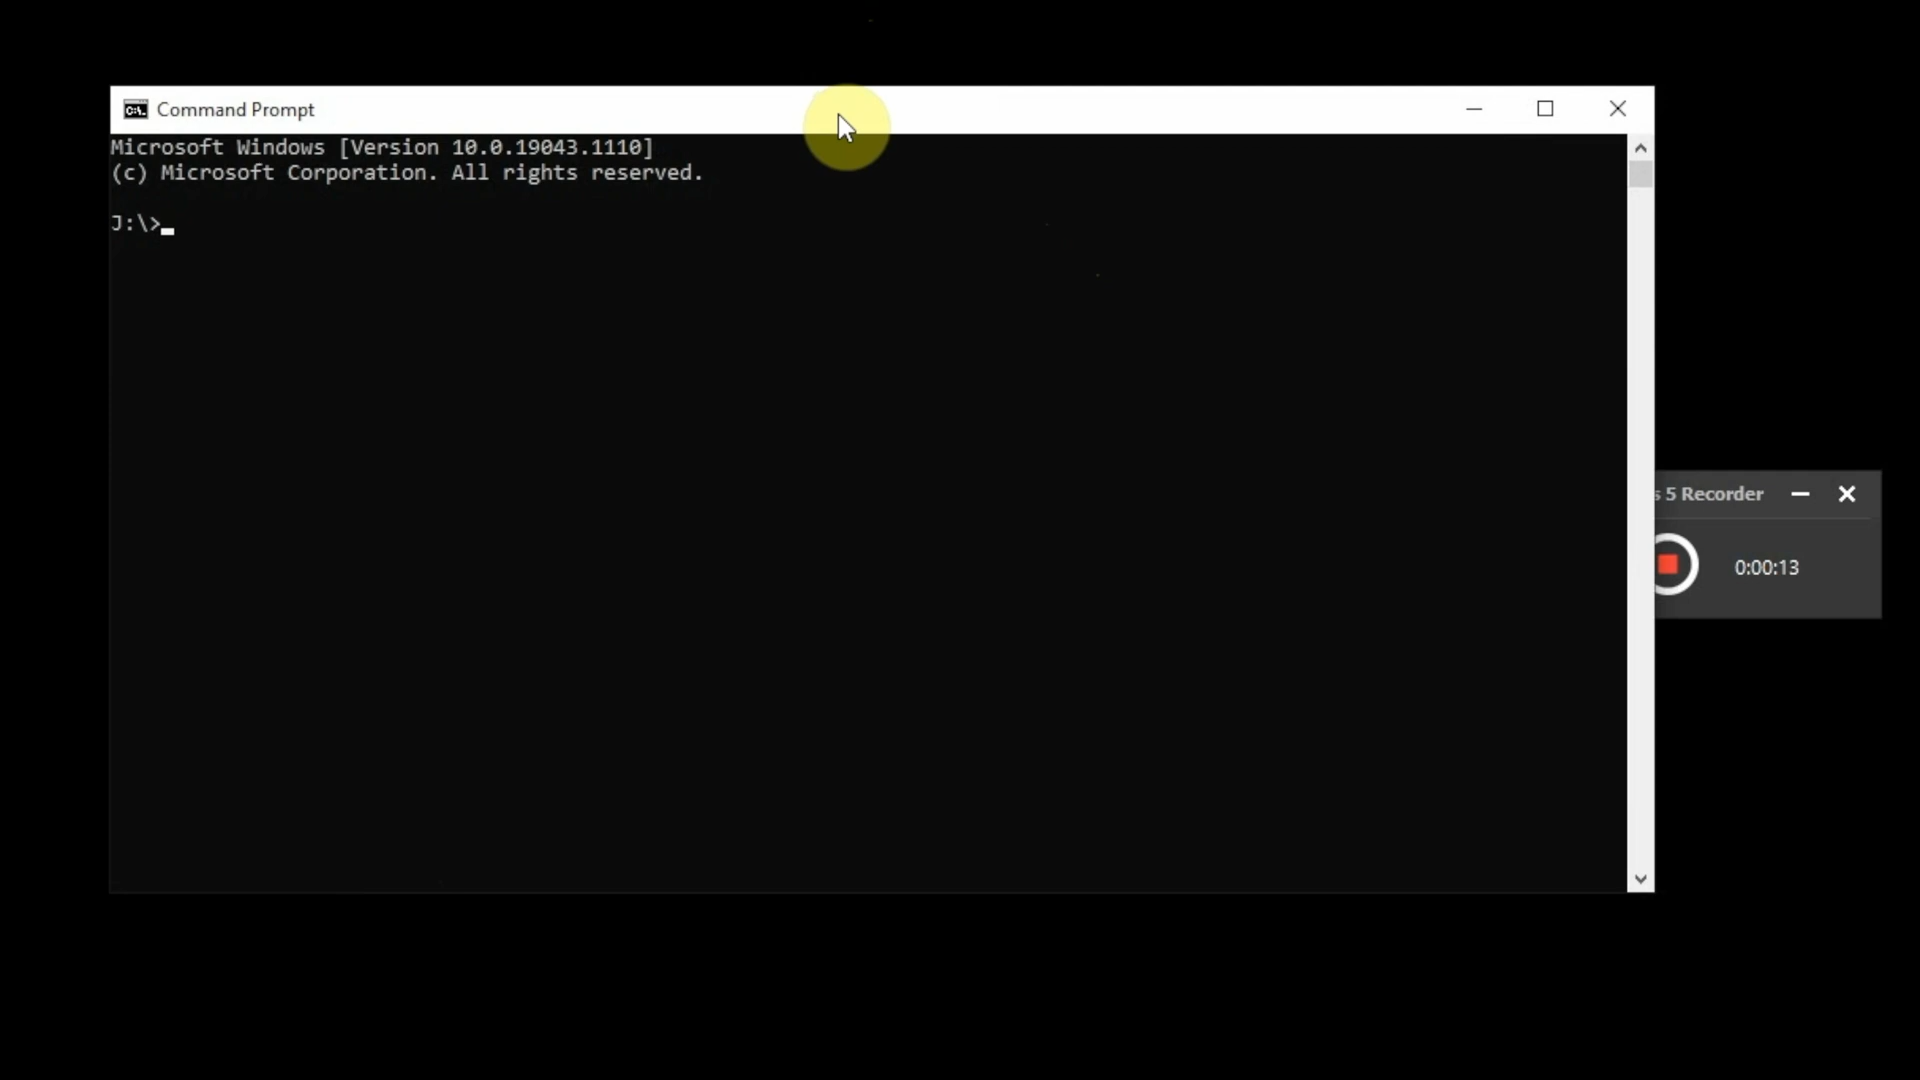 Command Prompt
Microsoft Windows [Version 10.0.19043.1110]
(c) Microsoft Corporation. All rights reserved.
J:\>
s 5 Recorder
0:00:13